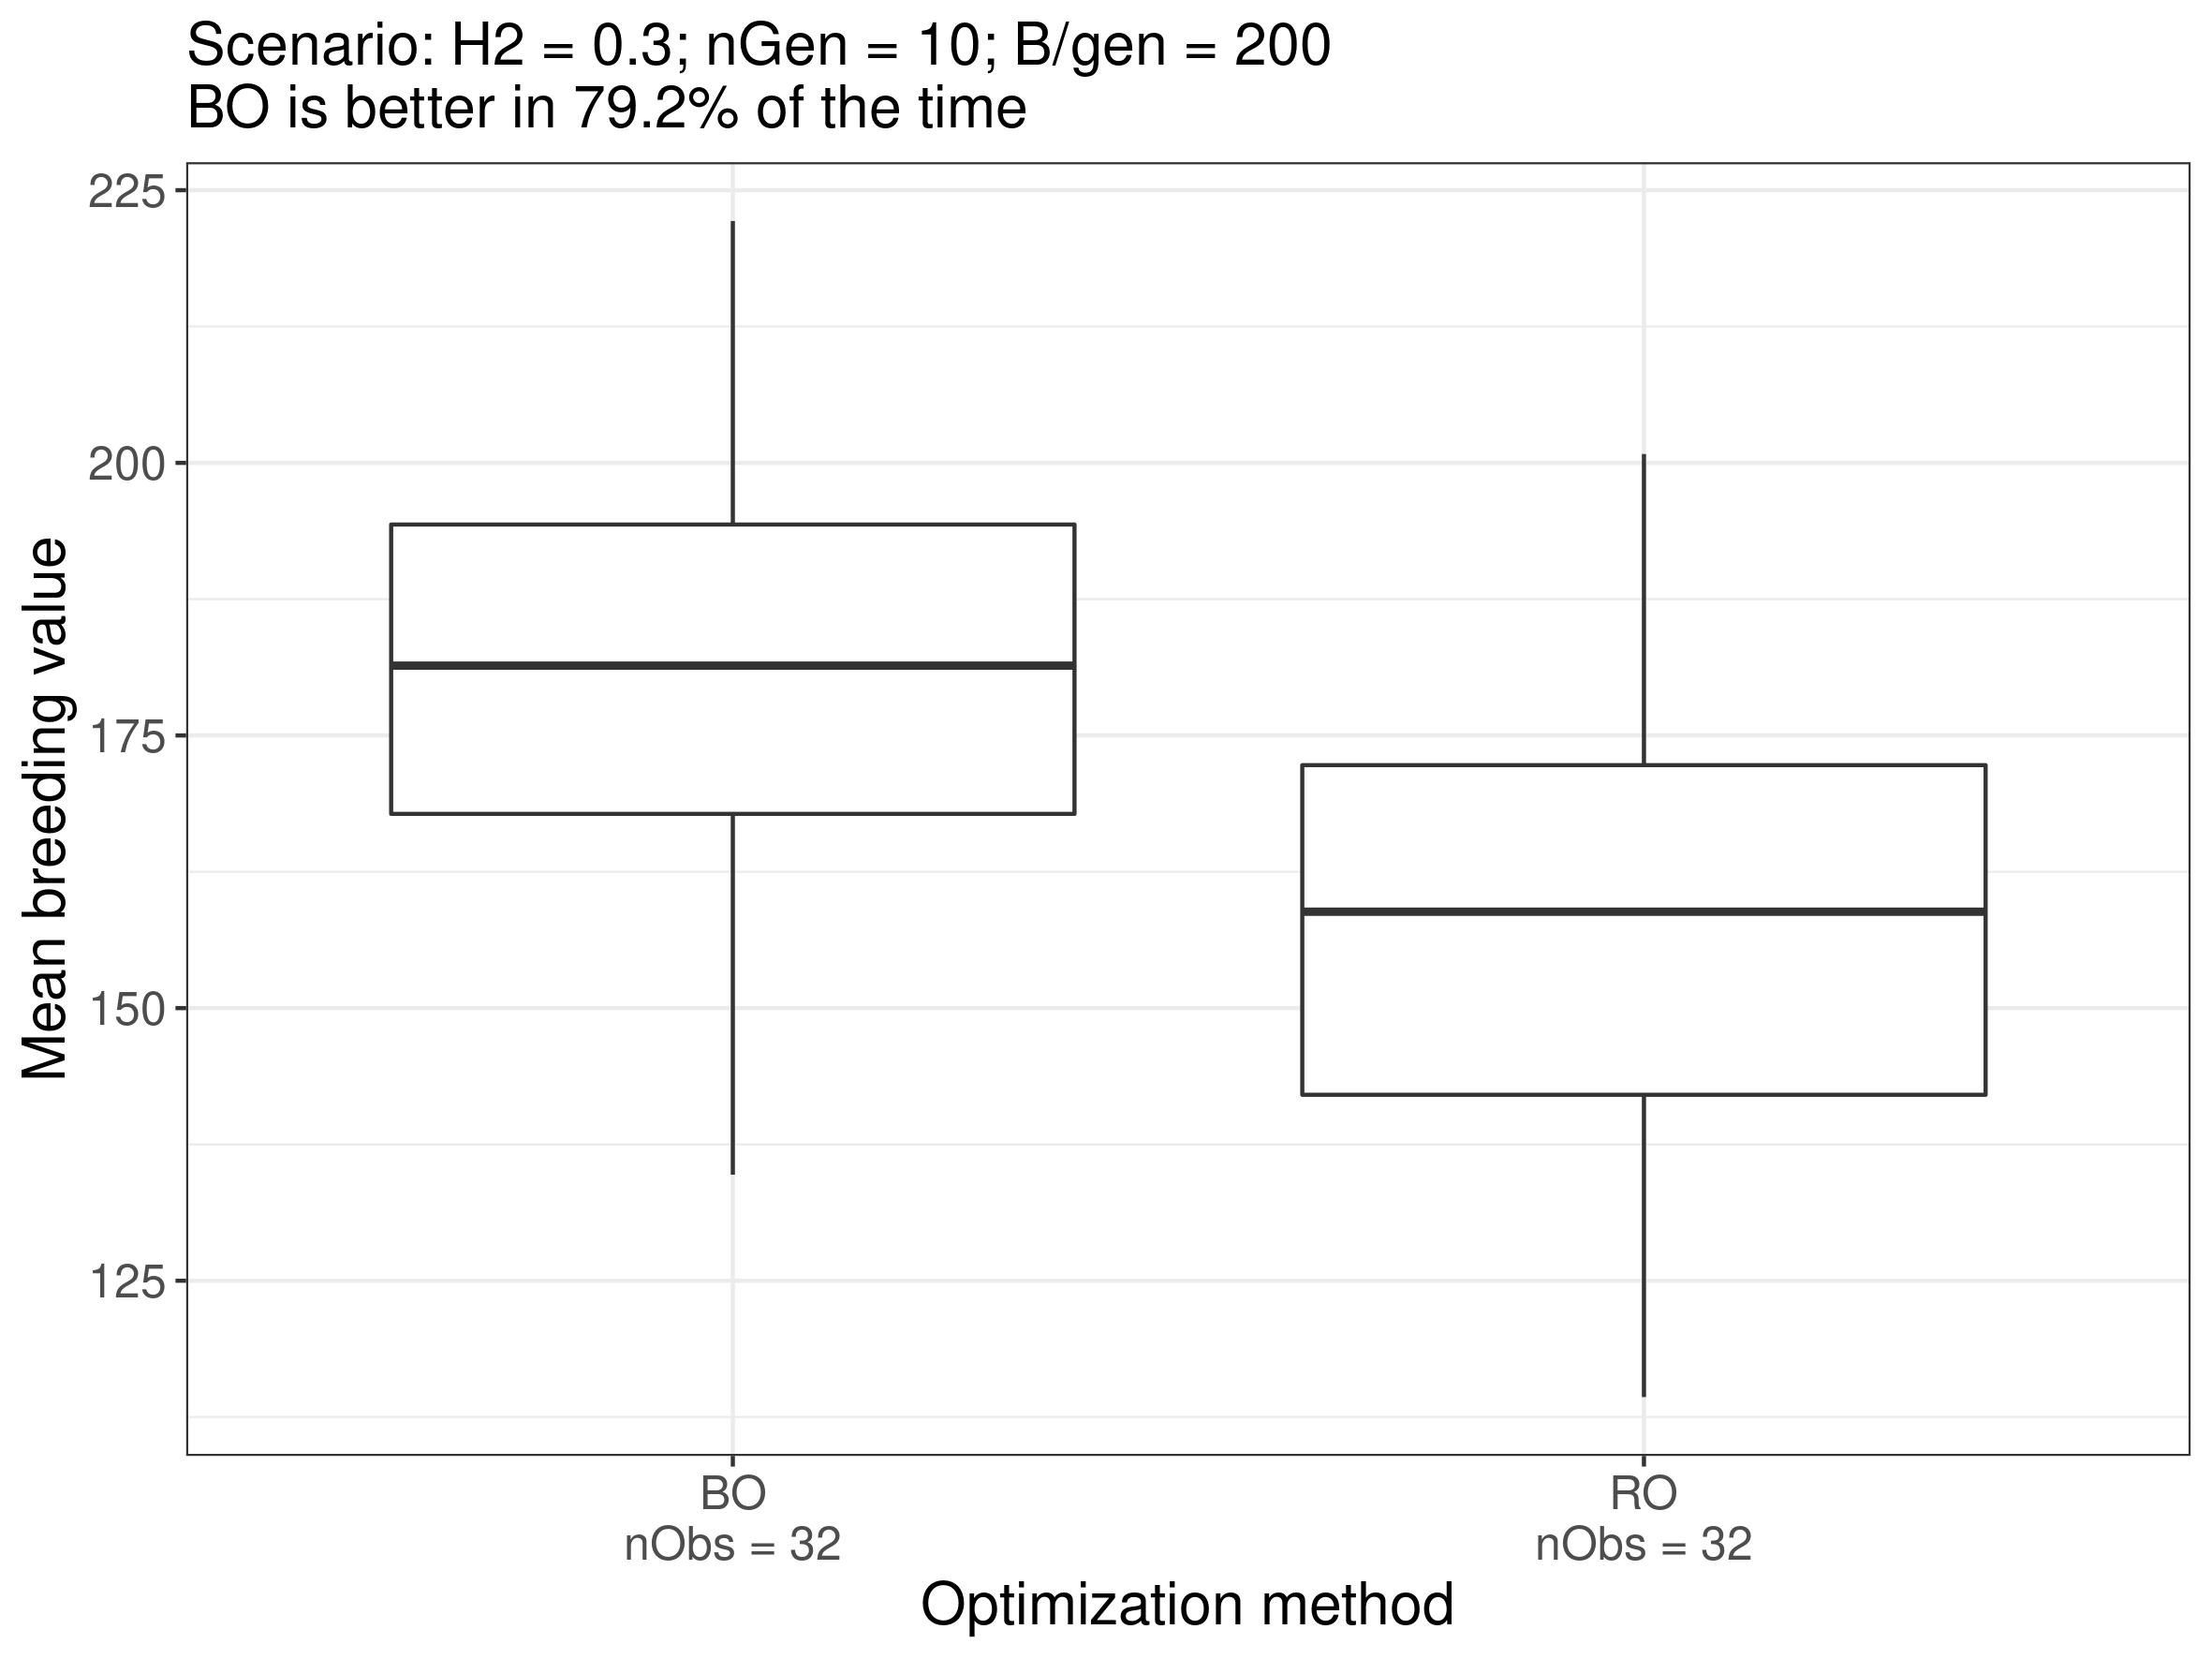 Scenario: H2 = 0.3; nGen = 10; B/gen = 200
BO is better in 79.2% of the time
Mean breeding value
225
200
175
150
125
BO
nObs = 32
RO
nObs = 32
Optimization method